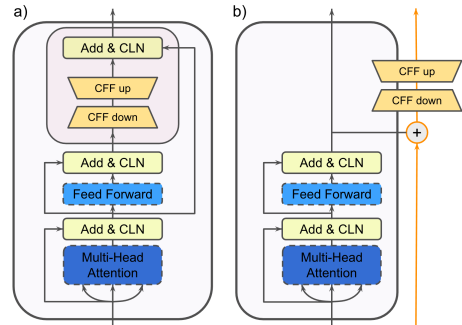 a)
Add & CLN
CFF up
CFF down
Add & CLN
Feed Forward
Add & CLN
Multi-Head
Attention
b)
CFF up
CFF down
+
Add & CLN
Feed Forward
Add & CLN
Multi-Head
Attention